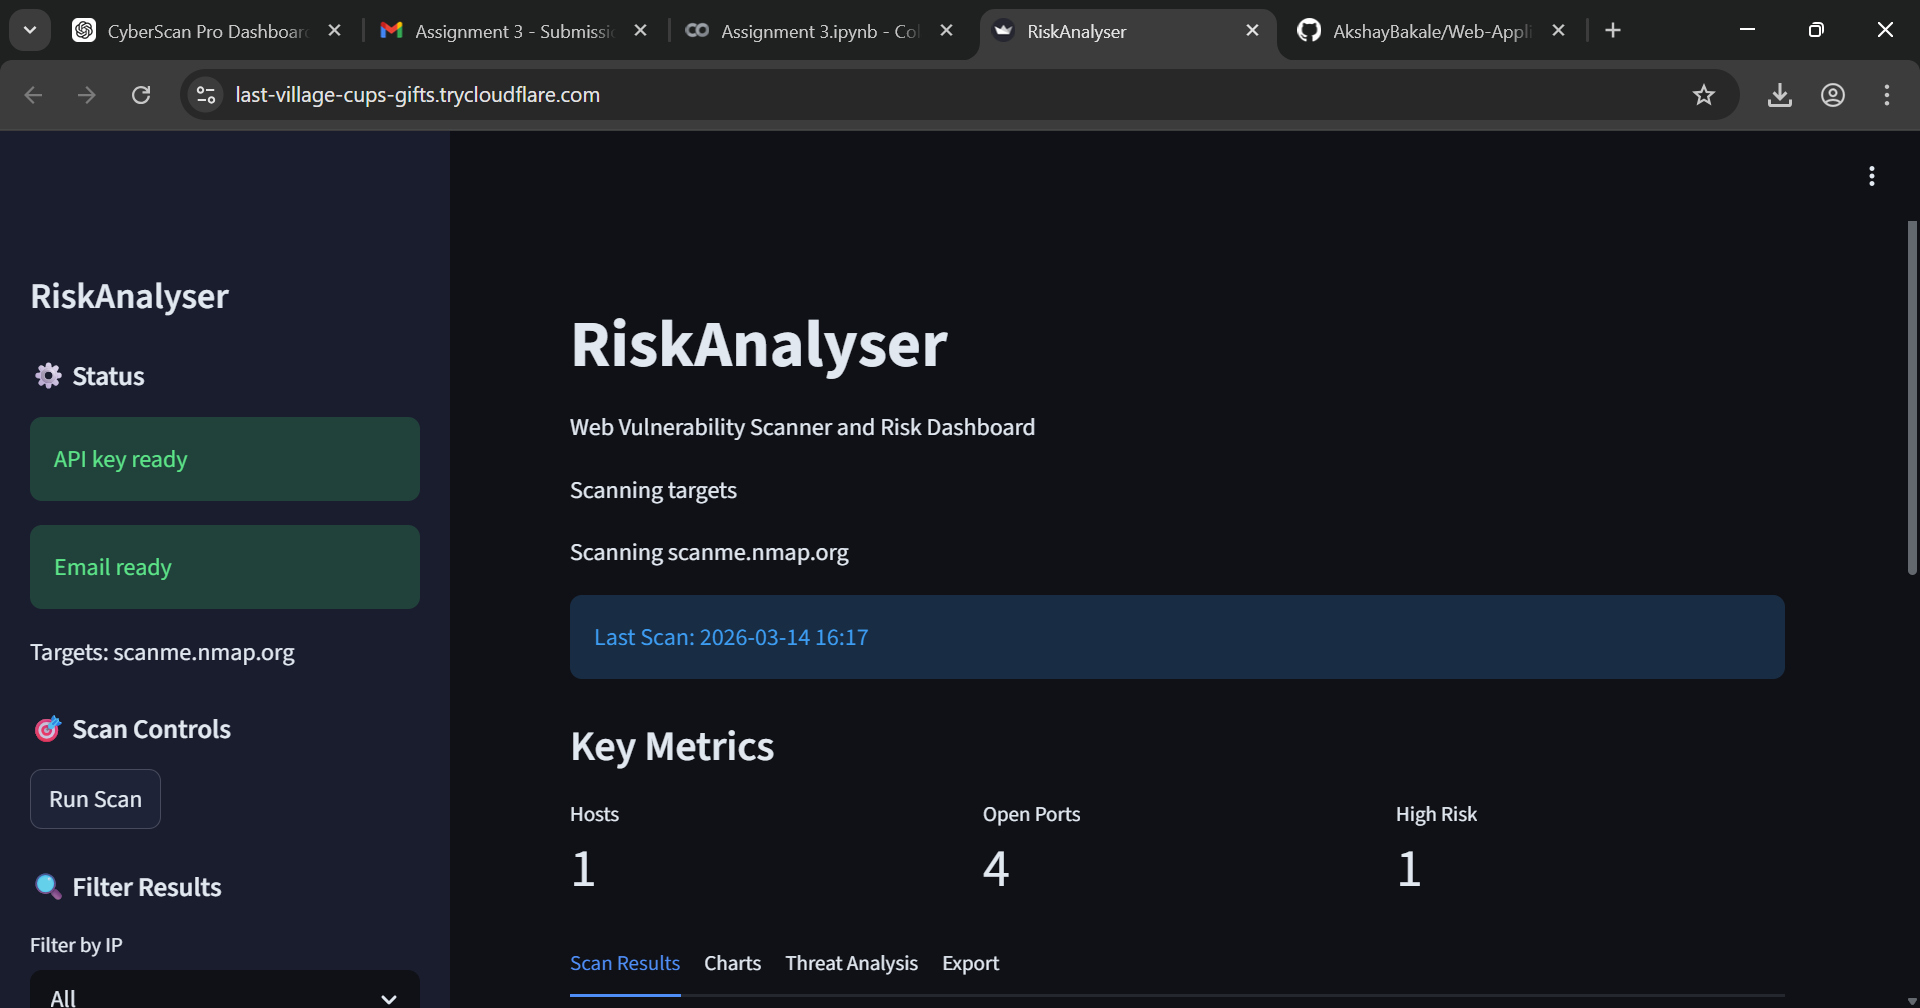 CyberScan Pro Dashboar
Assignment 3 - Submissi
Assignment 3.ipynb - Col
RiskAnalyser
AkshayBakale/Web-Appli
last-village-cups-gifts.trycloudflare.com
RiskAnalyser
Status
API key ready
Email ready
Targets: scanme.nmap.org
Scan Controls
Run Scan
Filter Results
Filter by IP
All
RiskAnalyser
Web Vulnerability Scanner and Risk Dashboard
Scanning targets
Scanning scanme.nmap.org
Last Scan: 2026-03-14 16:17
Key Metrics
Hosts
1
Open Ports
4
High Risk
1
Scan Results Charts Threat Analysis Export